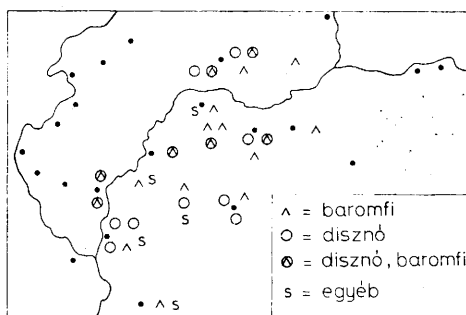 S
S
S
S
S
^ = baromfi
○ = disznó
⨺ = disznó, baromfi
s = egyéb